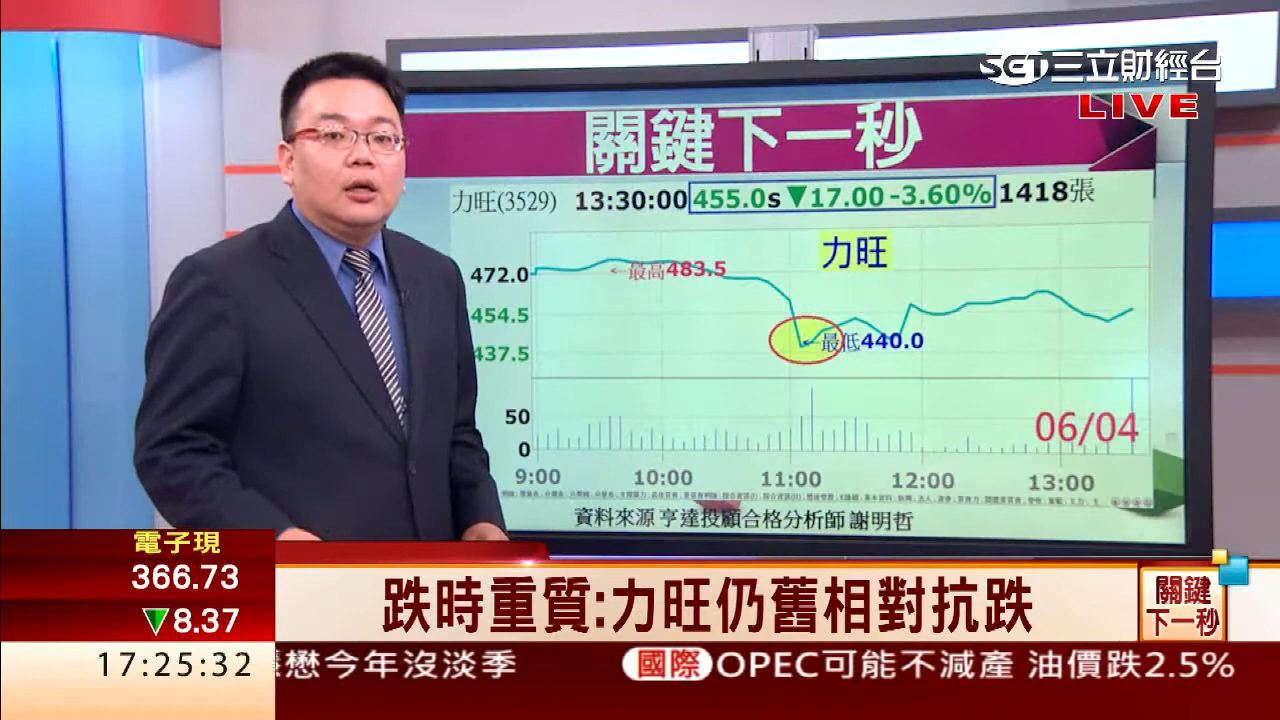 SET三立財經台
LIVE
關鍵下一秒
力旺(3529) 13:30:00 455.0s▼17.00 -3.60% 1418張
力旺
472.0
←最高483.5
454.5
437.5
←最低440.0
50
0
06/04
9:00 10:00 11:00 12:00 13:00
資料來源 亨達投顧合格分析師 謝明哲
電子現
366.73
▼8.37
跌時重質:力旺仍舊相對抗跌
關鍵
下一秒
17:25:32
懋今年沒淡季 國際 OPEC可能不減產 油價跌2.5%